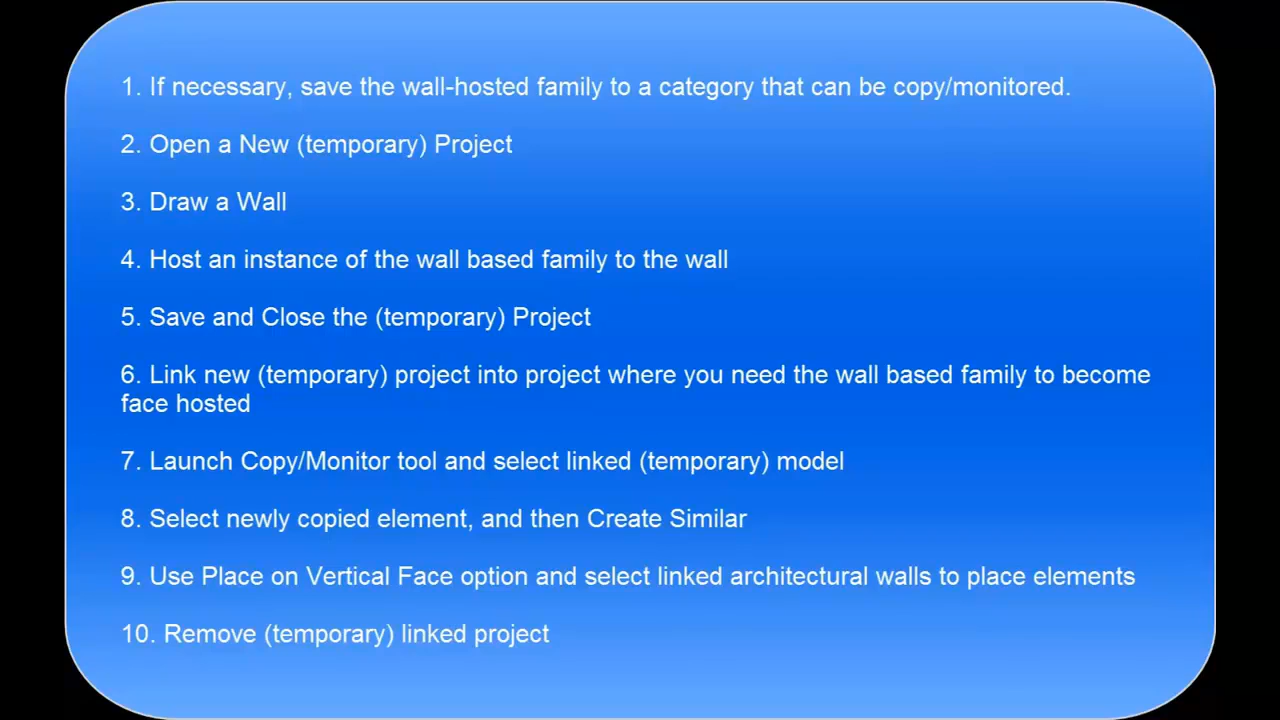 1. If necessary, save the wall-hosted family to a category that can be copy/monitored.
2. Open a New (temporary) Project
3. Draw a Wall
4. Host an instance of the wall based family to the wall
5. Save and Close the (temporary) Project
6. Link new (temporary) project into project where you need the wall based family to become
face hosted
7. Launch Copy/Monitor tool and select linked (temporary) model
8. Select newly copied element, and then Create Similar
9. Use Place on Vertical Face option and select linked architectural walls to place elements
10. Remove (temporary) linked project